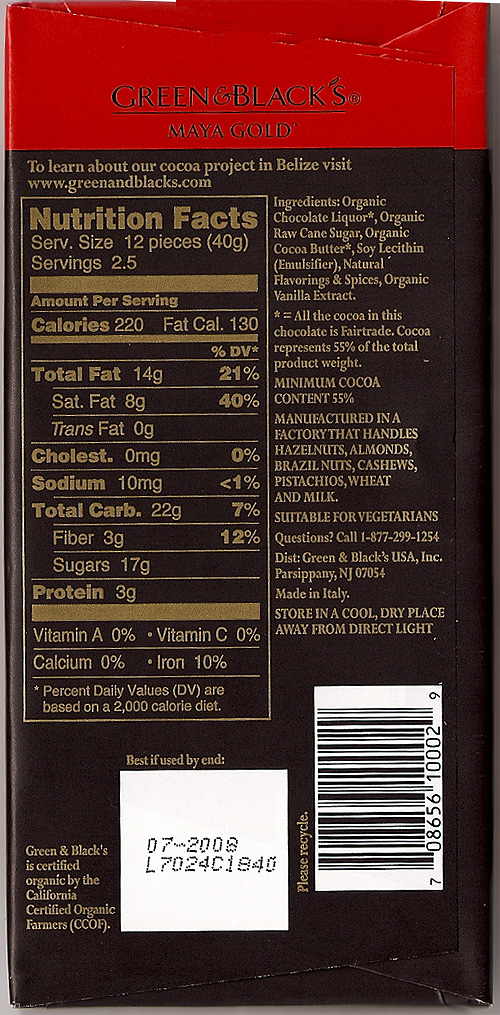 GREEN&BLACK'S®
MAYA GOLD™
To learn about our cocoa project in Belize visit
www.greenandblacks.com
Nutrition Facts
Serv. Size 12 pieces (40g)
Servings 2.5
Amount Per Serving
Calories 220 Fat Cal. 130
% DV*
Total Fat 14g 21%
Sat. Fat 8g 40%
Trans Fat 0g
Cholest. 0mg 0%
Sodium 10mg <1%
Total Carb. 22g 7%
Fiber 3g 12%
Sugars 17g
Protein 3g
Vitamin A 0% • Vitamin C 0%
Calcium 0% • Iron 10%
* Percent Daily Values (DV) are
based on a 2,000 calorie diet.
Ingredients: Organic
Chocolate Liquor*, Organic
Raw Cane Sugar, Organic
Cocoa Butter*, Soy Lecithin
(Emulsifier), Natural
Flavorings & Spices, Organic
Vanilla Extract.
* = All the cocoa in this
chocolate is Fairtrade. Cocoa
represents 55% of the total
product weight.
MINIMUM COCOA
CONTENT 55%
MANUFACTURED IN A
FACTORY THAT HANDLES
HAZELNUTS, ALMONDS,
BRAZIL NUTS, CASHEWS,
PISTACHIOS, WHEAT
AND MILK.
SUITABLE FOR VEGETARIANS
Questions? Call 1-877-299-1254
Dist: Green & Black's USA, Inc.
Parsippany, NJ 07054
Made in Italy.
STORE IN A COOL, DRY PLACE
AWAY FROM DIRECT LIGHT
Best if used by end:
07-2008
L7024C1840
Green & Black's
is certified
organic by the
California
Certified Organic
Farmers (CCOF).
Please recycle.
7 08656 10002 9